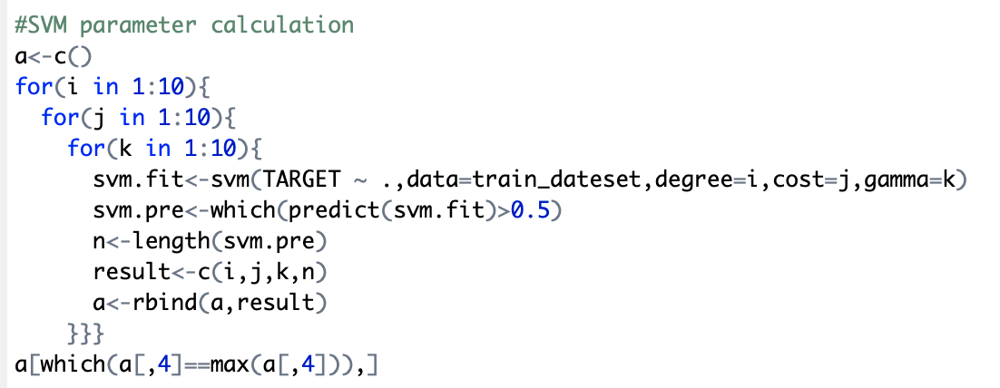 #SVM parameter calculation
a<-c()
for(i in 1:10){
  for(j in 1:10){
    for(k in 1:10){
      svm.fit<-svm(TARGET ~ .,data=train_dateset,degree=i,cost=j,gamma=k)
      svm.pre<-which(predict(svm.fit)>0.5)
      n<-length(svm.pre)
      result<-c(i,j,k,n)
      a<-rbind(a,result)
    }}}
a[which(a[,4]==max(a[,4])),]